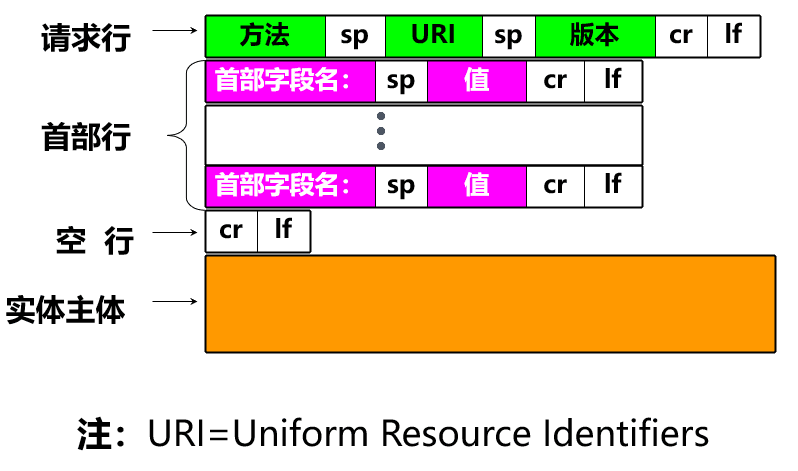 请求行 方法 sp URI sp 版本 cr lf
首部字段名： sp 值 cr lf
首部行
首部字段名： sp 值 cr lf
空 行 cr lf
实体主体
注：URI=Uniform Resource Identifiers